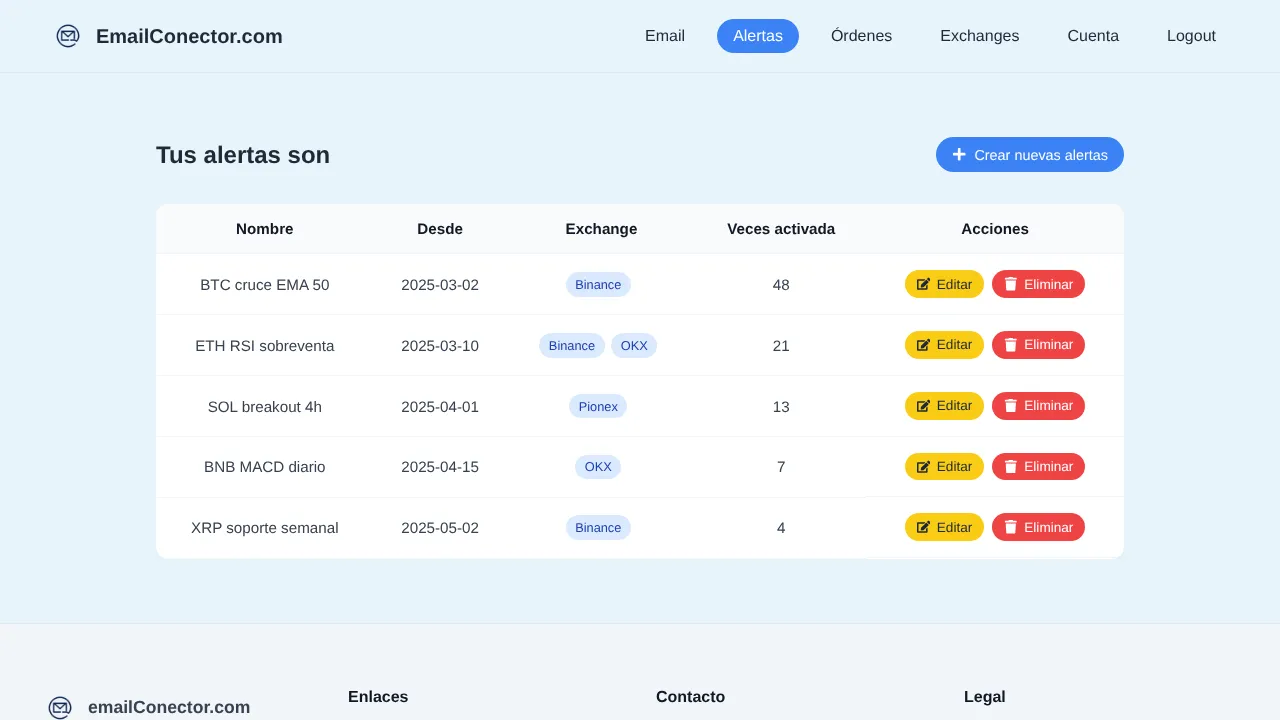 EmailConector.com Email Alertas Órdenes Exchanges Cuenta Logout
Tus alertas son Crear nuevas alertas
Nombre Desde Exchange Veces activada Acciones
BTC cruce EMA 50 2025-03-02 Binance 48 Editar Eliminar
ETH RSI sobreventa 2025-03-10 Binance OKX 21 Editar Eliminar
SOL breakout 4h 2025-04-01 Pionex 13 Editar Eliminar
BNB MACD diario 2025-04-15 OKX 7 Editar Eliminar
XRP soporte semanal 2025-05-02 Binance 4 Editar Eliminar
emailConector.com Enlaces Contacto Legal